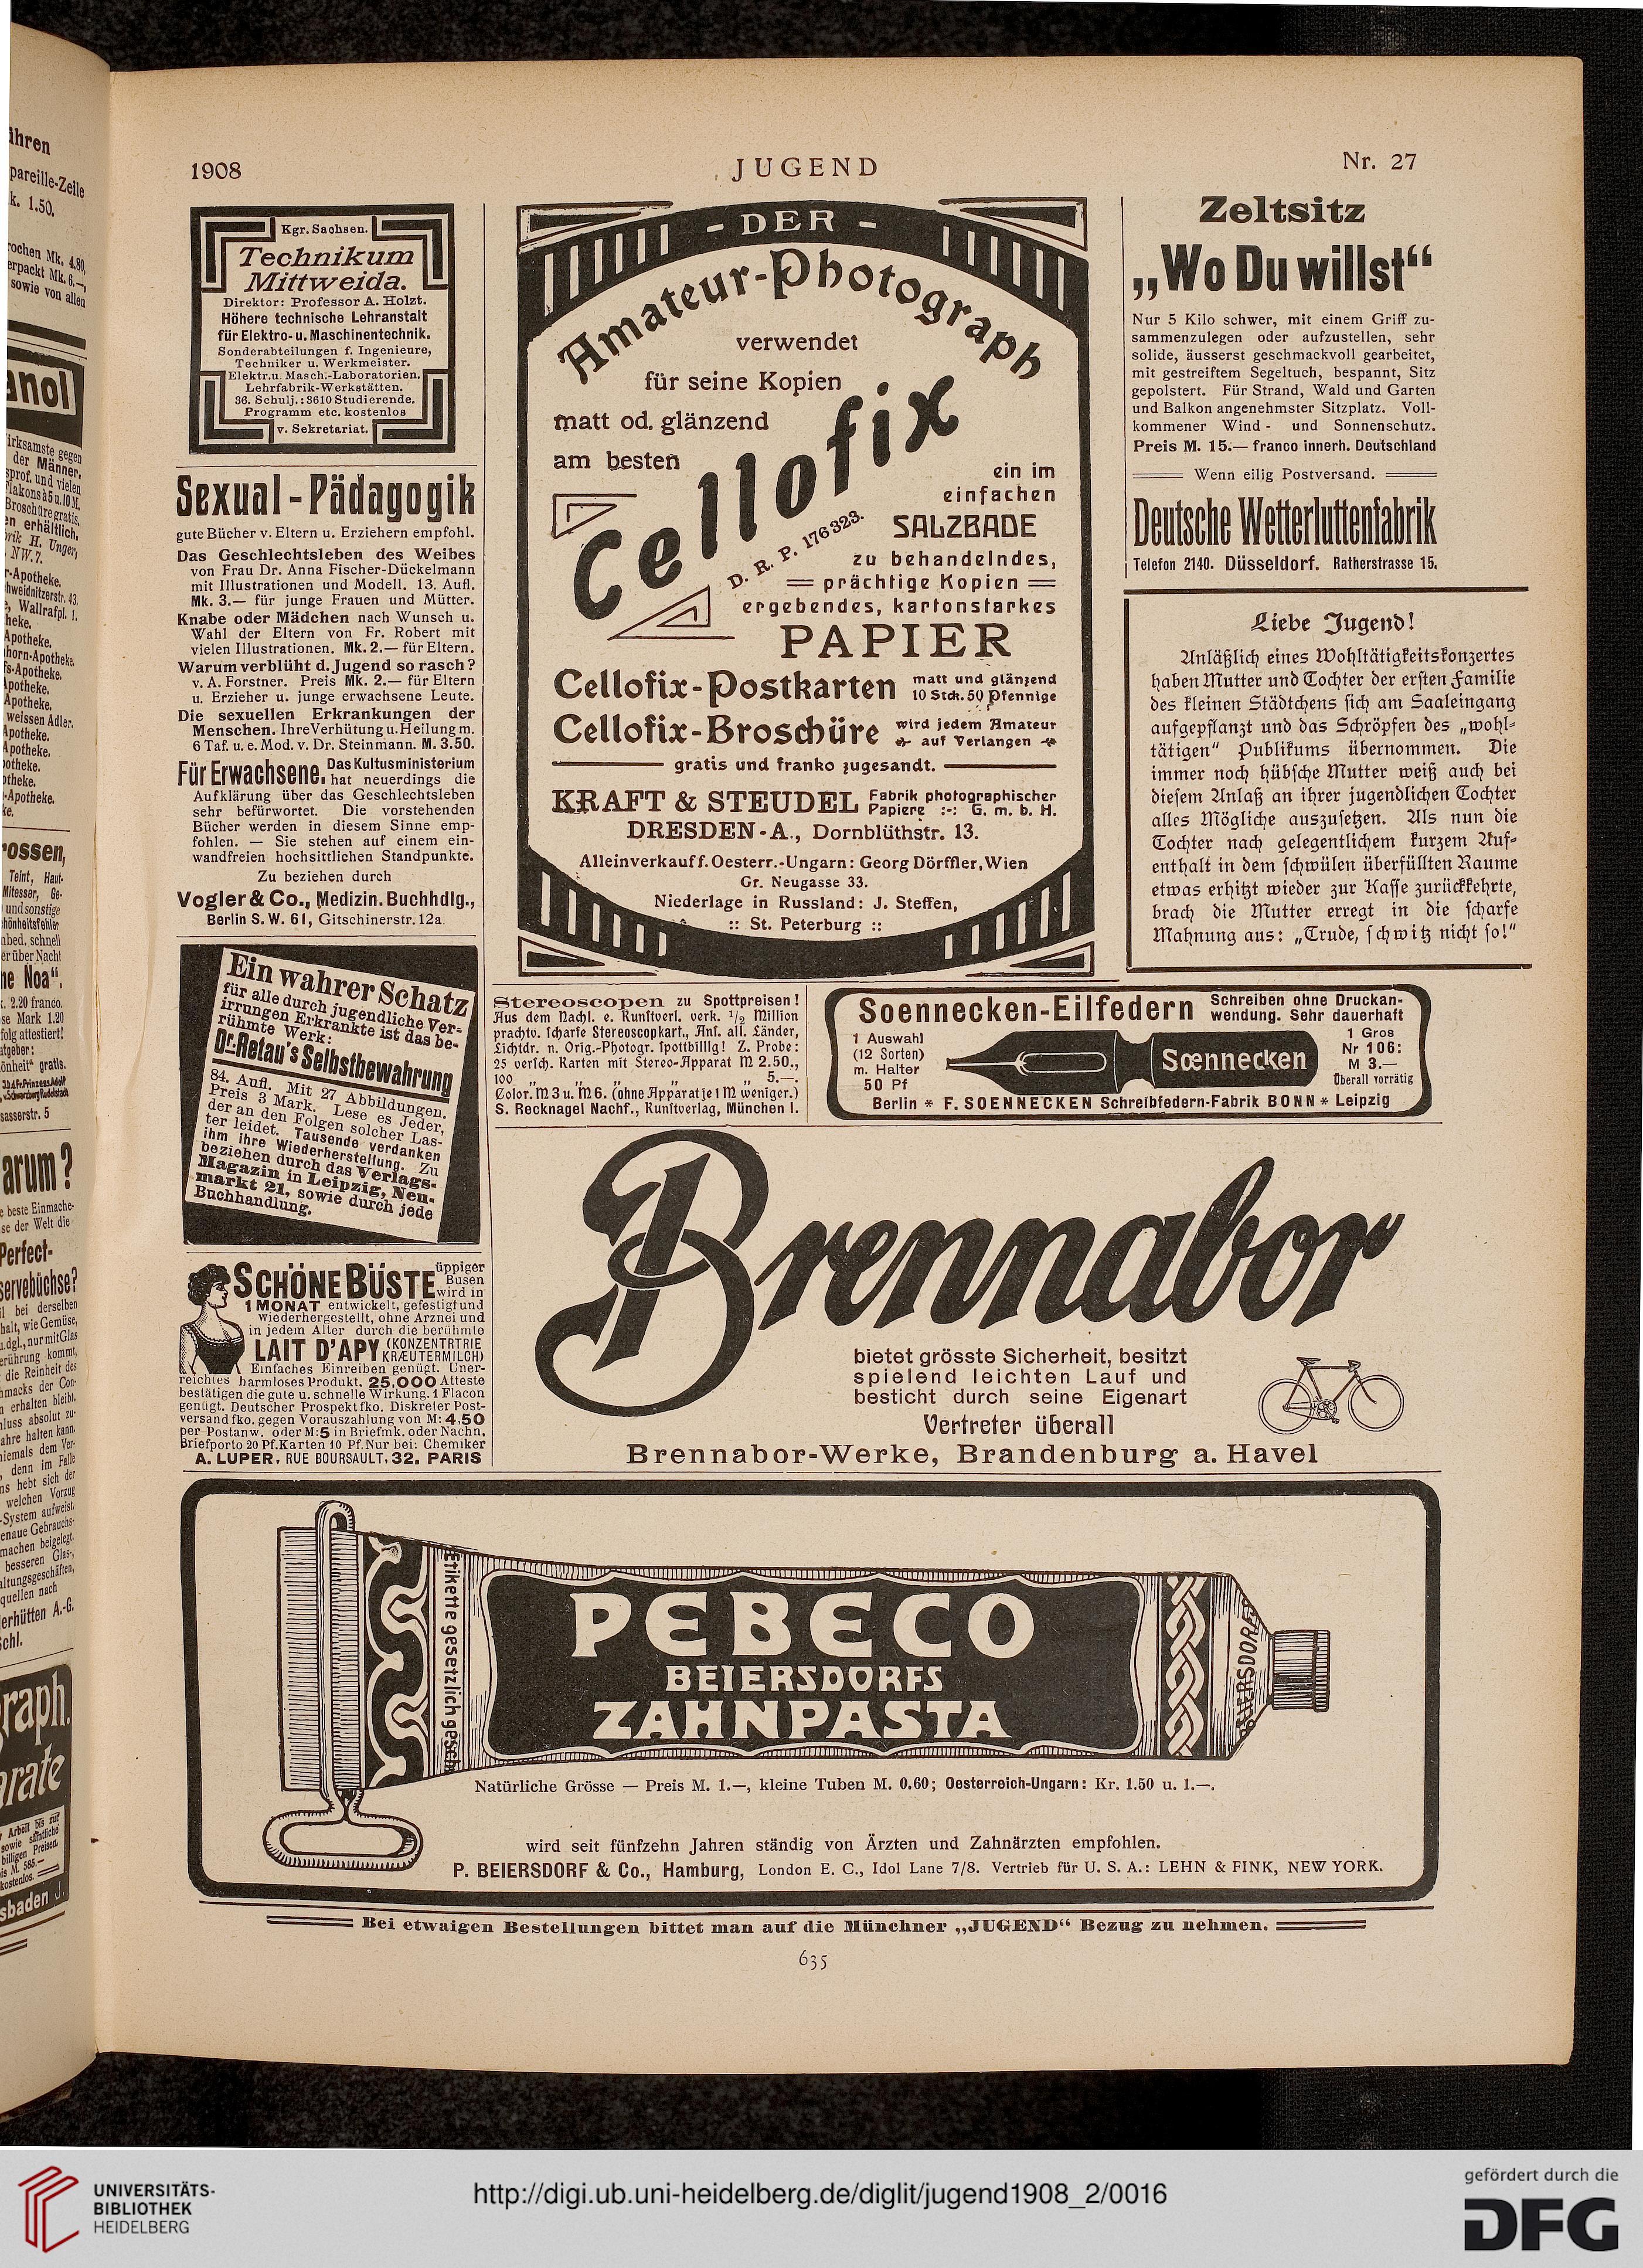 1908
JUGEND
Nr. 27
Kgr. Sachsen.
Technikum
Mittweida.
Direktor: Professor A. Holzt.
Höhere technische Lehranstalt
für Elektro- u. Maschinentechnik.
Sonderabteilungen f. Ingenieure,
Techniker u. Werkmeister.
Elektr. u. Masch.-Laboratorien.
Lehrfabrik-Werkstätten.
36. Schulj.: 3610 Studierende.
Programm etc. kostenlos
v. Sekretariat.
Sexual-Pädagogik
gute Bücher v. Eltern u. Erziehern empfohl.
Das Geschlechtsleben des Weibes
von Frau Dr. Anna Fischer-Dückelmann
mit Illustrationen und Modell. 13. Aufl.
Mk. 3.— für junge Frauen und Mütter.
Knabe oder Mädchen nach Wunsch u.
Wahl der Eltern von Fr. Robert mit
vielen Illustrationen. Mk. 2.— für Eltern.
Warum verblüht d. Jugend so rasch?
v. A. Forstner. Preis Mk. 2.— für Eltern
u. Erzieher u. junge erwachsene Leute.
Die sexuellen Erkrankungen der
Menschen. Ihre Verhütung u. Heilung m.
6 Taf. u. e. Mod. v. Dr. Steinmann. M. 3.50.
Für Erwachsene. Das Kultusministerium
hat neuerdings die
Aufklärung über das Geschlechtsleben
sehr befürwortet. Die vorstehenden
Bücher werden in diesem Sinne emp-
fohlen. — Sie stehen auf einem ein-
wandfreien hochsittlichen Standpunkte.
Zu beziehen durch
Vogler & Co., Medizin. Buchhdlg.,
Berlin S. W. 61, Gitschinerstr. 12a.
Ein wahrer Schatz
für alle durch jugendliche Ver-
irrungen Erkrankte ist das be-
rühmte Werk:
Dr. Retau's Selbstbewahrung
84. Aufl. Mit 27 Abbildungen.
Preis 3 Mark. Lese es Jeder,
der an den Folgen solcher Las-
ter leidet. Tausende verdanken
ihm ihre Wiederherstellung. Zu
beziehen durch das Verlags-
Magazin in Leipzig, Neu-
markt 21, sowie durch jede
Buchhandlung.
SCHÖNE BÜSTE üppiger
Busen
wird in
1 MONAT entwickelt, gefestigt und
wiederhergestellt, ohne Arznei und
in jedem Alter durch die berühmte
LAIT D'APY (KONZENTRTRIE
KRÆUTERMILCH)
Einfaches Einreiben genügt. Uner-
reichtes harmloses Produkt. 25,000 Atteste
bestätigen die gute u. schnelle Wirkung. 1 Flacon
genügt. Deutscher Prospekt fko. Diskreter Post-
versand fko. gegen Vorauszahlung von M: 4,50
per Postanw. oder M: 5 in Briefmk. oder Nachn.
Briefporto 20 Pf. Karten 10 Pf. Nur bei: Chemiker
A. LUPER, RUE BOURSAULT, 32, PARIS
- DER -
Amateur-Photograph
verwendet
für seine Kopien
matt od. glänzend
am besten
Cellofix
D. R. P. 176323.
ein im
einfachen
SALZBADE
zu behandelndes,
prächtige Kopien
ergebendes, kartonstarkes
PAPIER
Cellofix-Postkarten matt und glänzend
10 Stck. 50 Pfennige
Cellofix-Broschüre wird jedem Amateur
auf Verlangen
gratis und franko zugesandt.
KRAFT & STEUDEL Fabrik photographischer
Papiere :-: G. m. b. H.
DRESDEN-A., Dornblüthstr. 13.
Alleinverkauf f. Oesterr.-Ungarn: Georg Dörffler, Wien
Gr. Neugasse 33.
Niederlage in Russland: J. Steffen,
:: St. Peterburg ::
Zeltsitz
„Wo Du willst“
Nur 5 Kilo schwer, mit einem Griff zu-
sammenzulegen oder aufzustellen, sehr
solide, äusserst geschmackvoll gearbeitet,
mit gestreiftem Segeltuch, bespannt, Sitz
gepolstert. Für Strand, Wald und Garten
und Balkon angenehmster Sitzplatz. Voll-
kommener Wind- und Sonnenschutz.
Preis M. 15.— franco innerh. Deutschland
Wenn eilig Postversand.
Deutsche Wetterluttenfabrik
Telefon 2140. Düsseldorf. Ratherstrasse 15.
Liebe Jugend!
Anläßlich eines Wohltätigkeitskonzertes
haben Mutter und Tochter der ersten Familie
des kleinen Städtchens sich am Saaleingang
aufgepflanzt und das Schröpfen des „wohl-
tätigen“ Publikums übernommen. Die
immer noch hübsche Mutter weiß auch bei
diesem Anlaß an ihrer jugendlichen Tochter
alles Mögliche auszusetzen. Als nun die
Tochter nach gelegentlichem kurzem Auf-
enthalt in dem schwülen überfüllten Raume
etwas erhitzt wieder zur Kasse zurückkehrte,
brach die Mutter erregt in die scharfe
Mahnung aus: „Trude, schwitz nicht so!“
Stereoscopen zu Spottpreisen!
Aus dem Nachl. e. Kunstverl. verk. 1/2 Million
prachtv. scharfe Stereoscopkart., Ans. all. Länder,
Lichtdr. n. Orig.-Photogr. spottbilllg! Z. Probe:
25 versch. Karten mit Stereo-Apparat M 2.50.,
100 „ „ „ „ „ 5.—.
Color. M 3 u. M 6. (ohne Apparat je 1 M weniger.)
S. Recknagel Nachf., Kunstverlag, München I.
Soennecken-Eilfedern Schreiben ohne Druckan-
wendung. Sehr dauerhaft
1 Auswahl
(12 Sorten)
m. Halter
50 Pf
Sœnnecken
1 Gros
Nr 106:
M 3.—
Überall vorrätig
Berlin * F. SOENNECKEN Schreibfedern-Fabrik BONN * Leipzig
Brennabor
bietet grösste Sicherheit, besitzt
spielend leichten Lauf und
besticht durch seine Eigenart
Vertreter überall
Brennabor-Werke, Brandenburg a. Havel
Etikette gesetzlich gesch
PEBECO
BEIERSDORFS
ZAHNPASTA
BEIERSDORF
Natürliche Grösse — Preis M. 1.—, kleine Tuben M. 0.60; Oesterreich-Ungarn: Kr. 1.50 u. 1.—.
wird seit fünfzehn Jahren ständig von Ärzten und Zahnärzten empfohlen.
P. BEIERSDORF & Co., Hamburg, London E. C., Idol Lane 7/8. Vertrieb für U. S. A.: LEHN & FINK, NEW YORK.
Bei etwaigen Bestellungen bittet man auf die Münchner „JUGEND“ Bezug zu nehmen.
635
UNIVERSITÄTS-
BIBLIOTHEK
HEIDELBERG
http://digi.ub.uni-heidelberg.de/diglit/jugend1908_2/0016
gefördert durch die
DFG